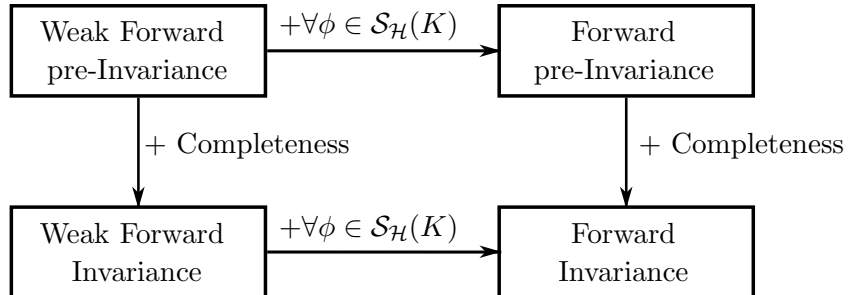 Weak Forward
pre-Invariance
+∀ϕ ∈ 𝒮_ℋ(K)
Forward
pre-Invariance
+ Completeness
+ Completeness
Weak Forward
Invariance
+∀ϕ ∈ 𝒮_ℋ(K)
Forward
Invariance